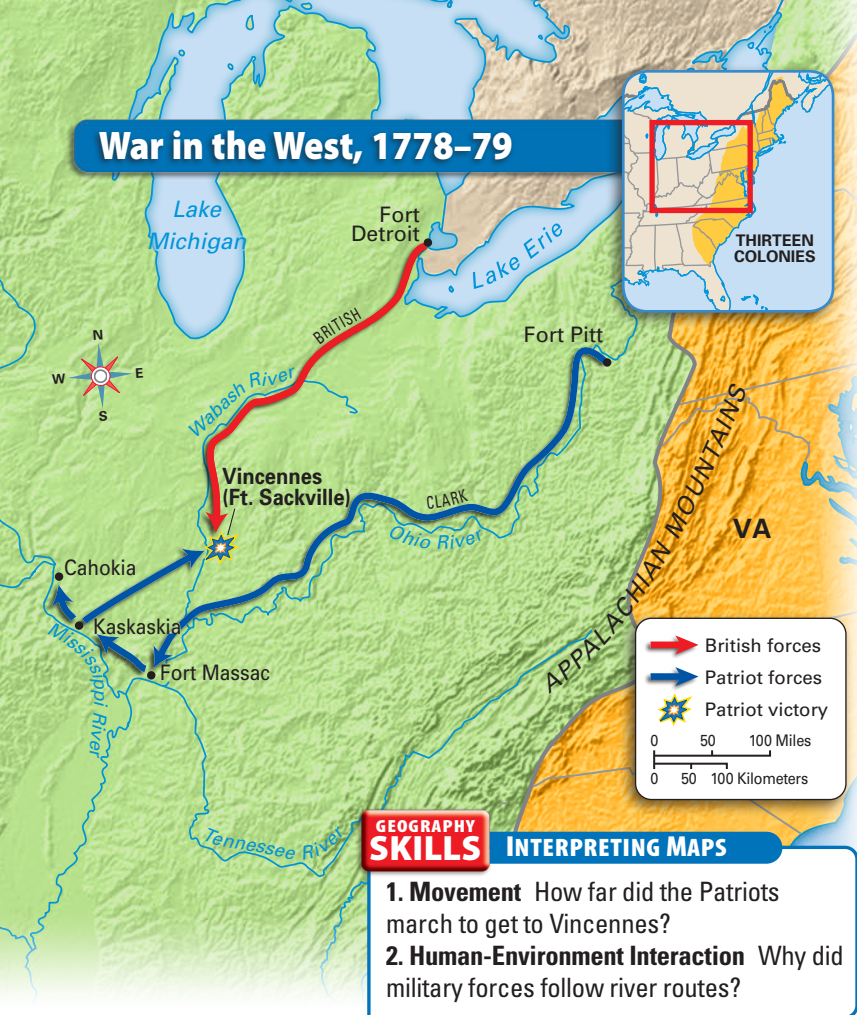 War in the West, 1778–79
THIRTEEN
COLONIES
Lake
Michigan
Fort
Detroit
Lake Erie
BRITISH
Fort Pitt
N
W
E
S
Wabash River
Vincennes
(Ft. Sackville)
CLARK
Ohio River
APPALACHIAN MOUNTAINS
VA
Cahokia
Kaskaskia
Mississippi River
Fort Massac
Tennessee River
British forces
Patriot forces
Patriot victory
0 50 100 Miles
0 50 100 Kilometers
GEOGRAPHY
SKILLS
INTERPRETING MAPS
1. Movement How far did the Patriots
march to get to Vincennes?
2. Human-Environment Interaction Why did
military forces follow river routes?